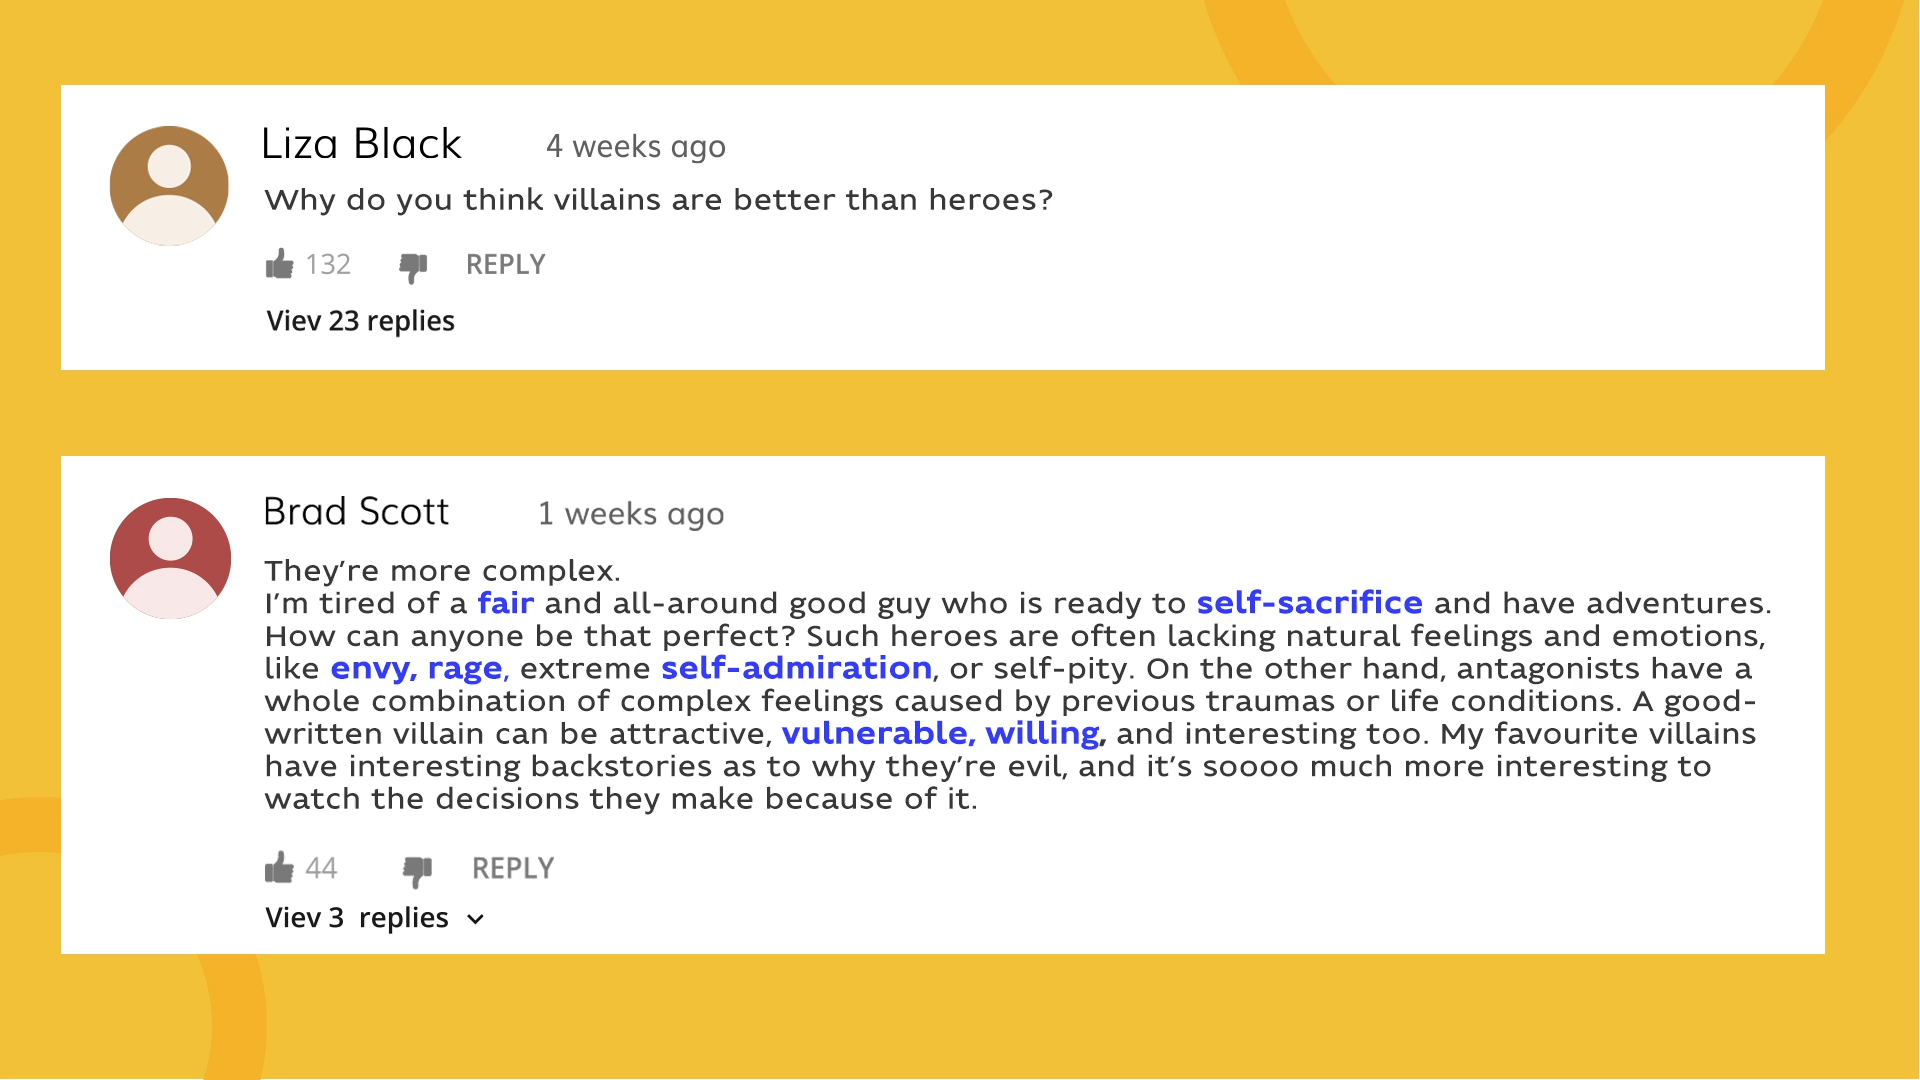 Liza Black 4 weeks ago
Why do you think villains are better than heroes?
132 REPLY
Viev 23 replies
Brad Scott 1 weeks ago
They’re more complex.
I’m tired of a fair and all-around good guy who is ready to self-sacrifice and have adventures.
How can anyone be that perfect? Such heroes are often lacking natural feelings and emotions,
like envy, rage, extreme self-admiration, or self-pity. On the other hand, antagonists have a
whole combination of complex feelings caused by previous traumas or life conditions. A good-
written villain can be attractive, vulnerable, willing, and interesting too. My favourite villains
have interesting backstories as to why they’re evil, and it’s soooo much more interesting to
watch the decisions they make because of it.
44 REPLY
Viev 3 replies